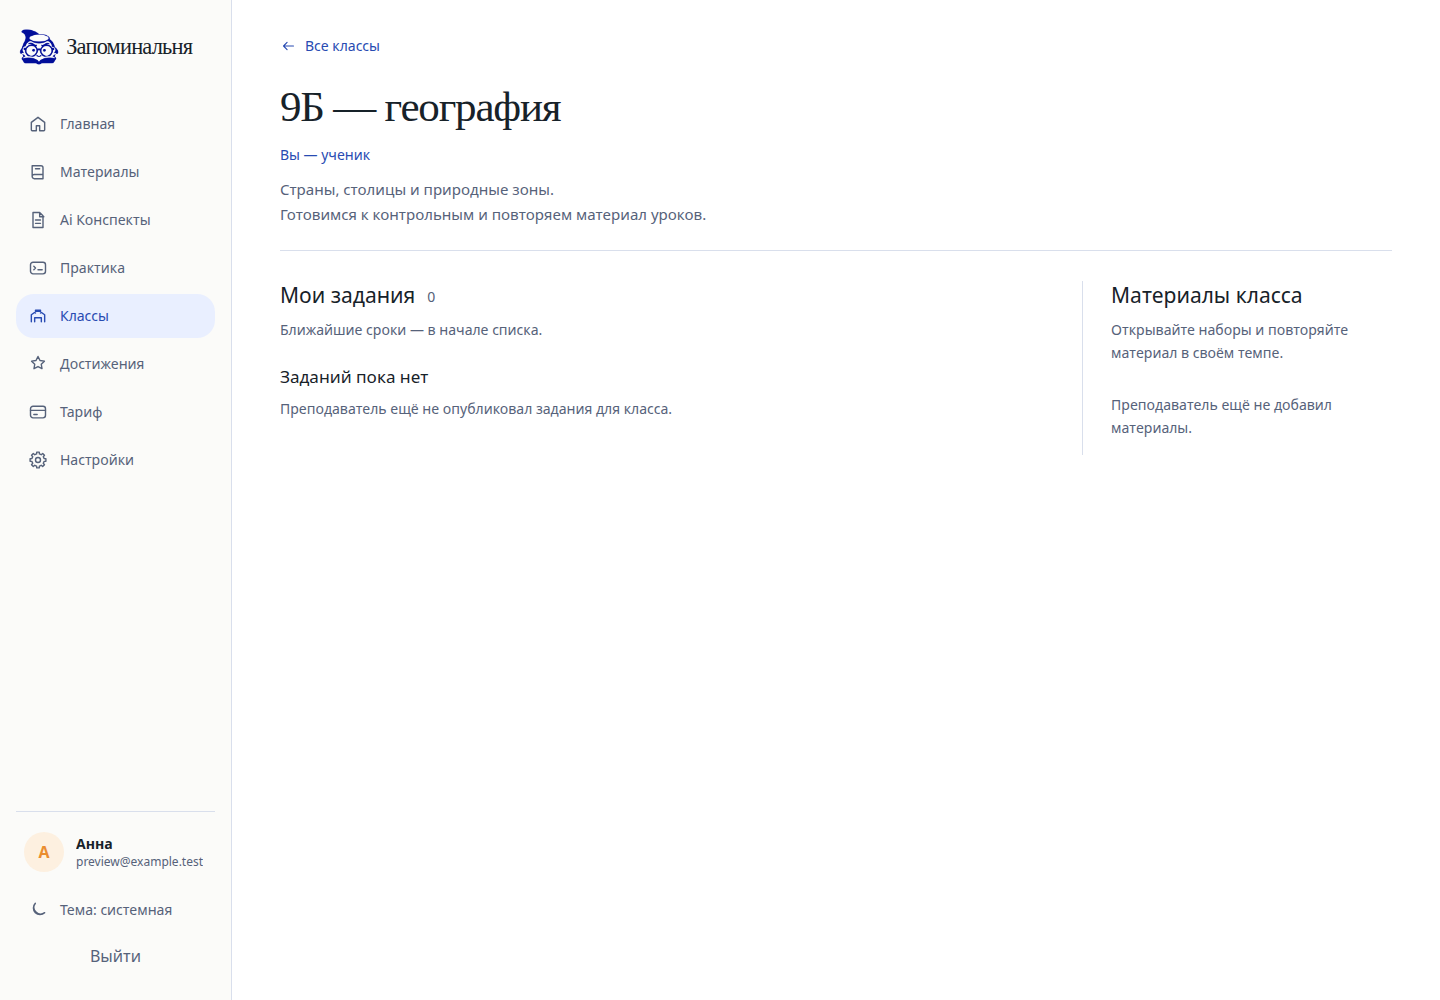 Запоминальня
Главная
Материалы
Ai Конспекты
Практика
Классы
Достижения
Тариф
Настройки
А
Анна
preview@example.test
Тема: системная
Выйти
Все классы
9Б — география
Вы — ученик
Страны, столицы и природные зоны.
Готовимся к контрольным и повторяем материал уроков.
Мои задания 0
Ближайшие сроки — в начале списка.
Заданий пока нет
Преподаватель ещё не опубликовал задания для класса.
Материалы класса
Открывайте наборы и повторяйте
материал в своём темпе.
Преподаватель ещё не добавил
материалы.